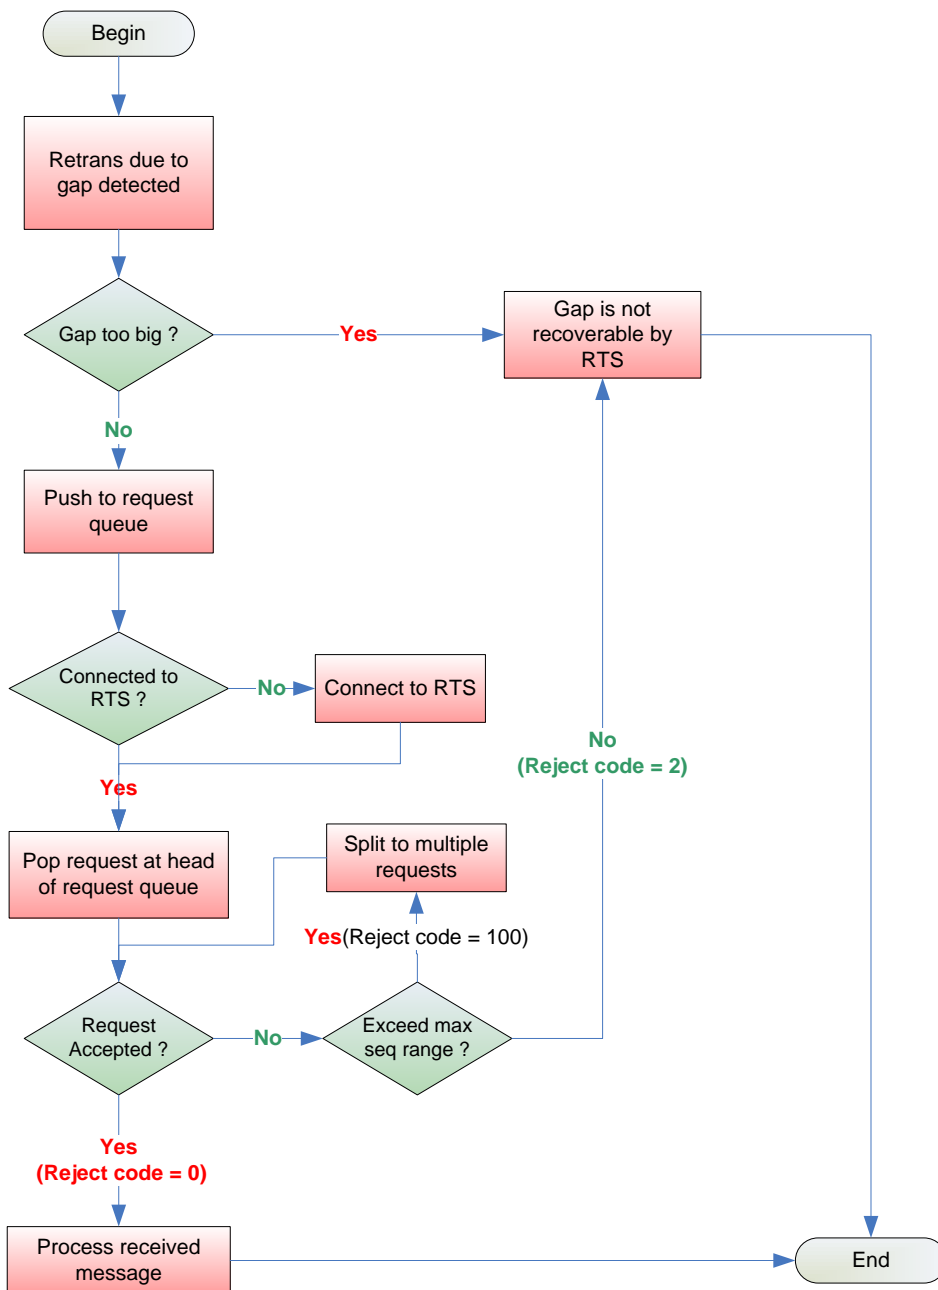 Begin
Retrans due to
gap detected
Gap too big ?
Yes
Gap is not
recoverable by
RTS
No
Push to request
queue
Connected to
RTS ?
No
Connect to RTS
Yes
No
(Reject code = 2)
Pop request at head
of request queue
Split to multiple
requests
Yes(Reject code = 100)
Request
Accepted ?
No
Exceed max
seq range ?
Yes
(Reject code = 0)
Process received
message
End